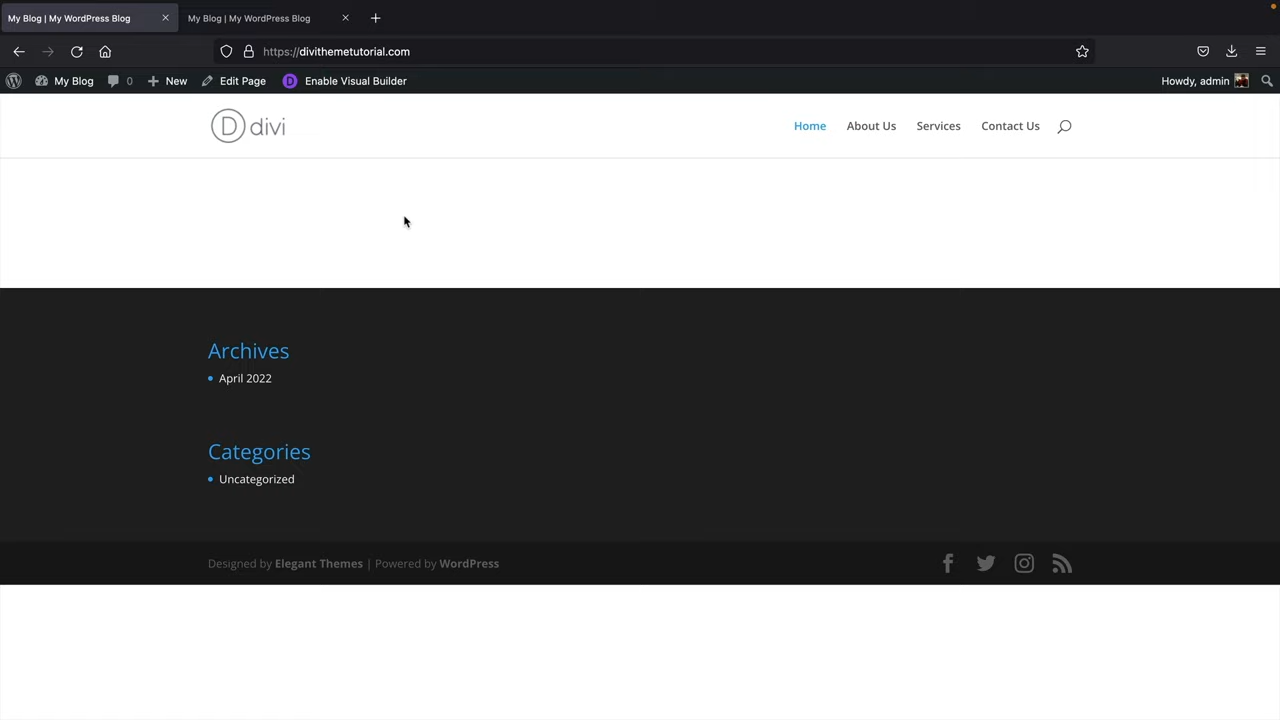 My Blog | My WordPress Blog
My Blog | My WordPress Blog
https://divithemetutorial.com
My Blog 0 New Edit Page D Enable Visual Builder Howdy, admin
D divi Home About Us Services Contact Us
Archives
April 2022
Categories
Uncategorized
Designed by Elegant Themes | Powered by WordPress